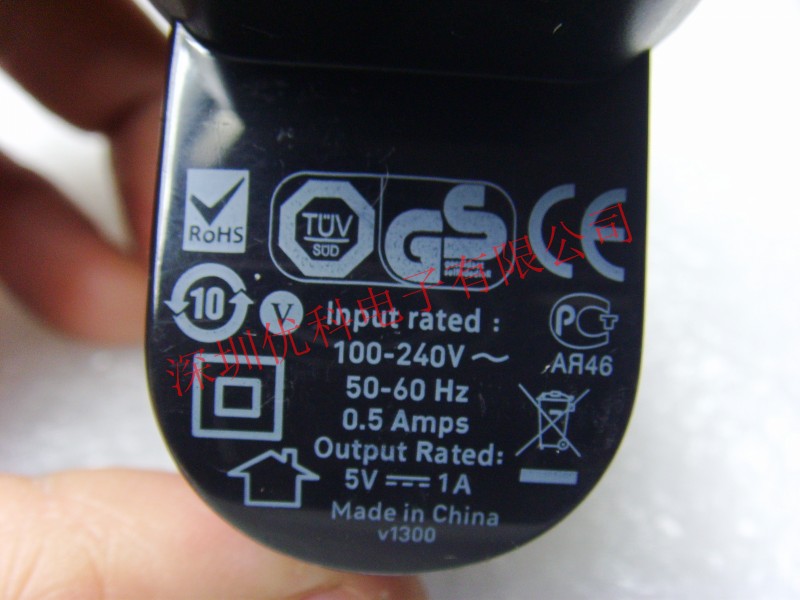 RoHS
TÜV
SÜD
GS
CE
10
V
Input rated :
100-240V ~
50-60 Hz
0.5 Amps
PCT
АЯ46
Output Rated:
5V ⎓ 1A
Made in China
v1300
深圳优科电子有限公司